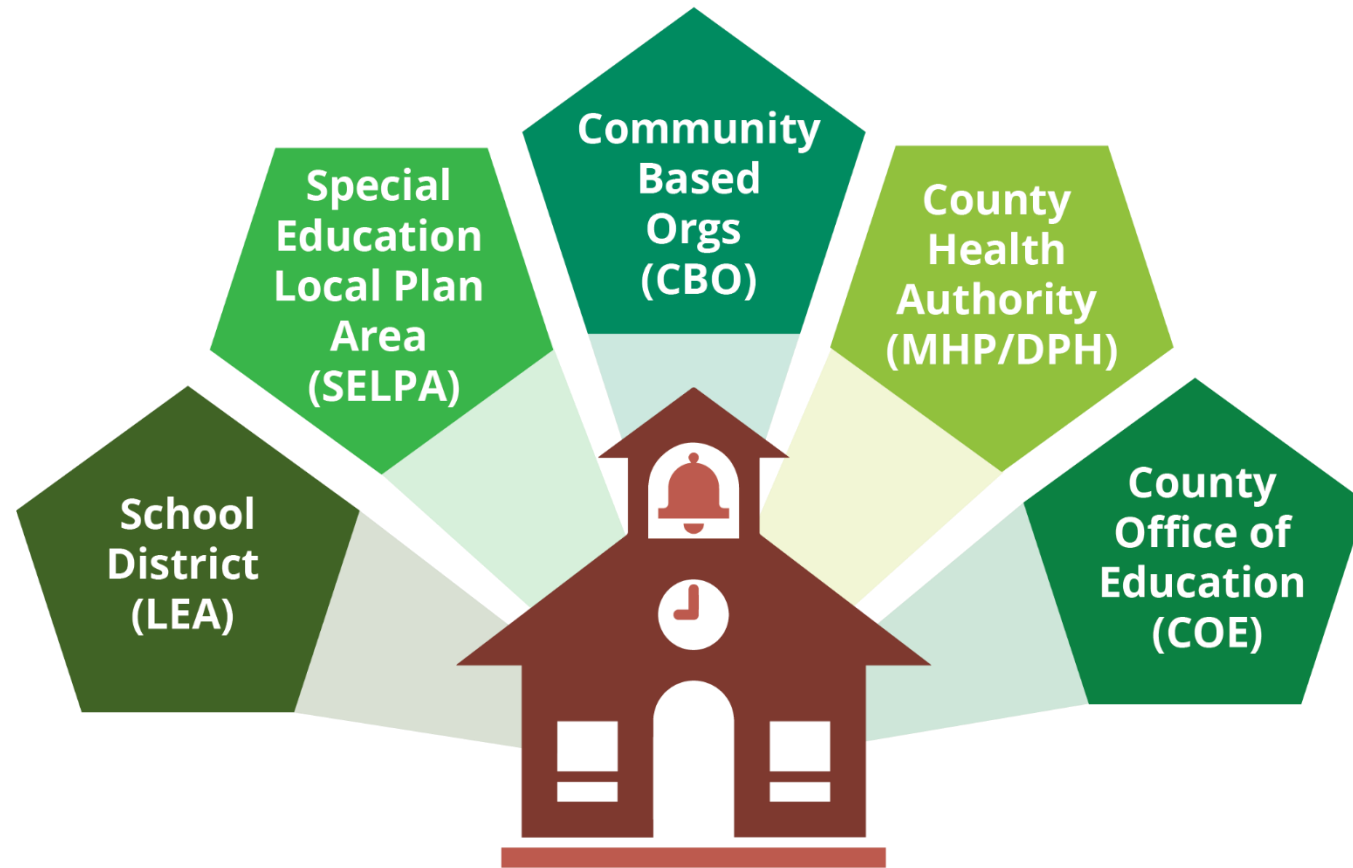 Community
Based
Orgs
(CBO)
Special
Education
Local Plan
Area
(SELPA)
County
Health
Authority
(MHP/DPH)
School
District
(LEA)
County
Office of
Education
(COE)